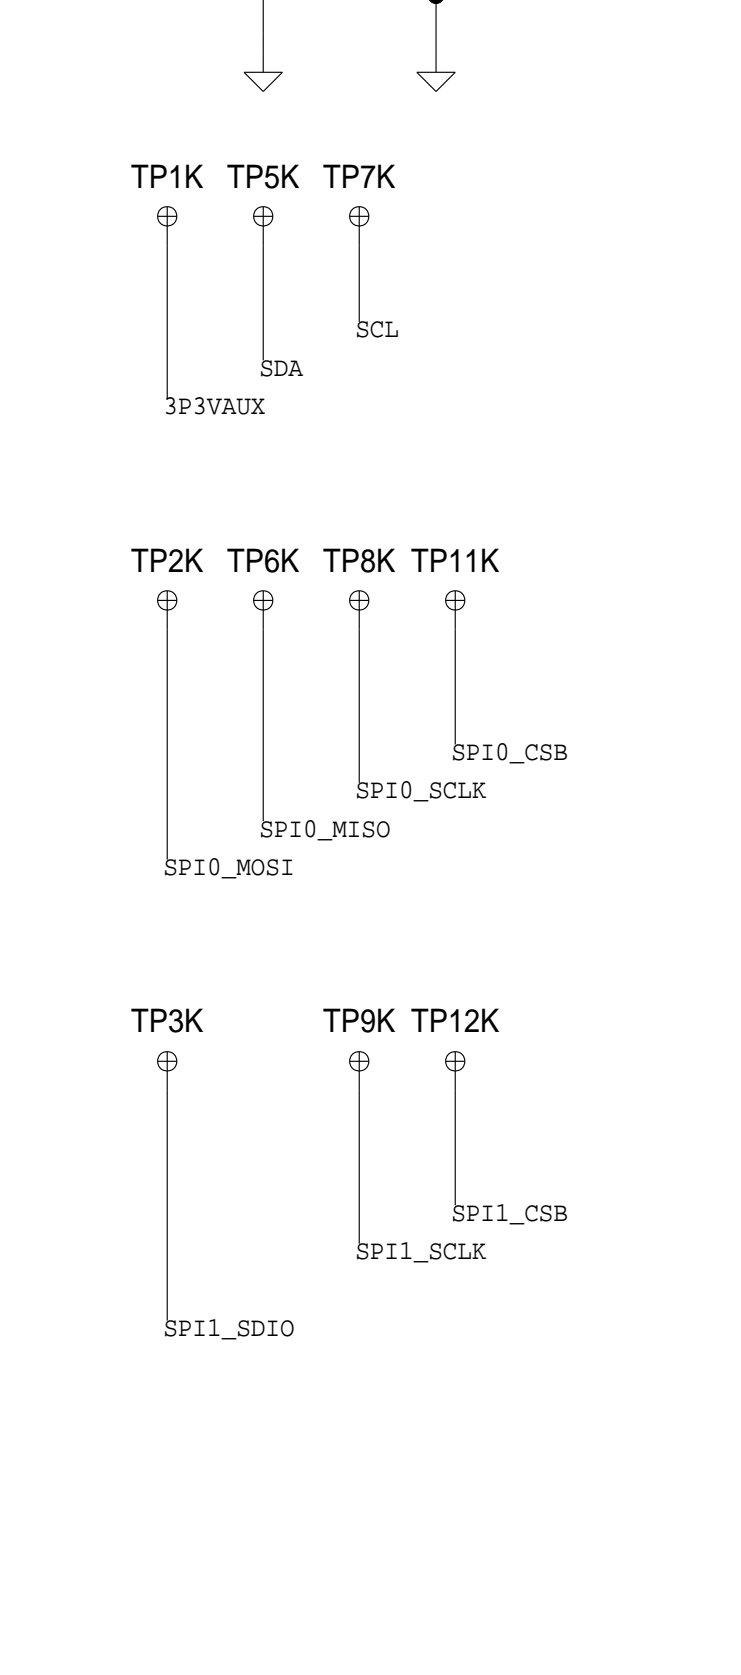 TP1K TP5K TP7K
SCL
SDA
3P3VAUX
TP2K TP6K TP8K TP11K
SPI0_CSB
SPI0_SCLK
SPI0_MISO
SPI0_MOSI
TP3K TP9K TP12K
SPI1_CSB
SPI1_SCLK
SPI1_SDIO